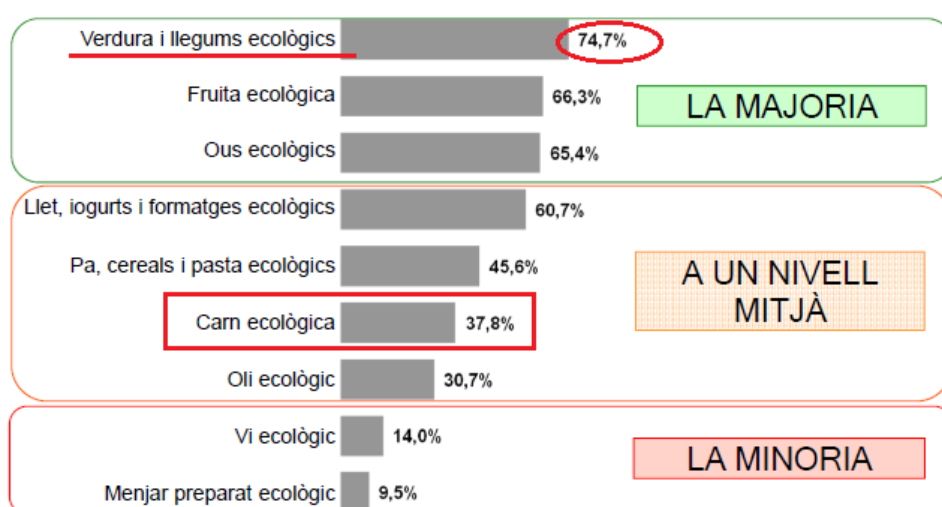 Verdura i llegums ecològics 74,7%
Fruita ecològica 66,3%
LA MAJORIA
Ous ecològics 65,4%
Llet, iogurts i formatges ecològics 60,7%
Pa, cereals i pasta ecològics 45,6%
A UN NIVELL
MITJÀ
Carn ecològica 37,8%
Oli ecològic 30,7%
Vi ecològic 14,0%
LA MINORIA
Menjar preparat ecològic 9,5%